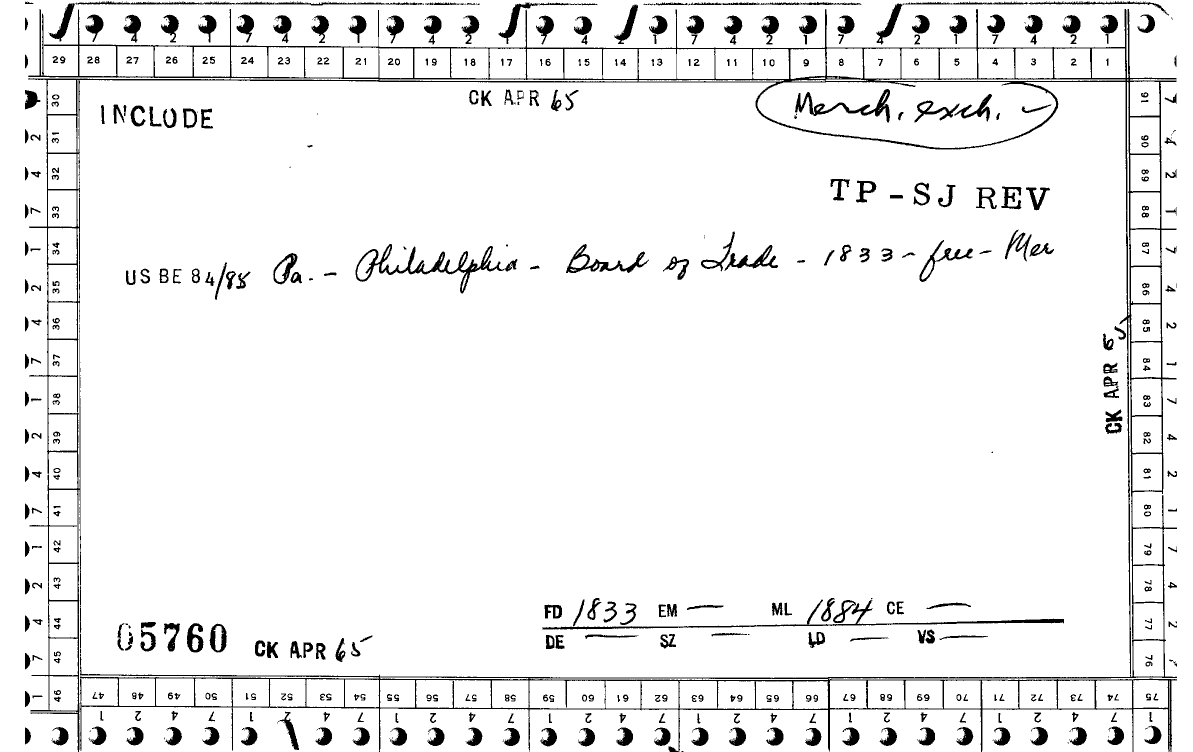 7 4 2 1 7 4 2 1 7 4 2 1 7 4 2 1 7 4 2 1 7 4 2 1 7 4 2 1
29 28 27 26 25 24 23 22 21 20 19 18 17 16 15 14 13 12 11 10 9 8 7 6 5 4 3 2 1
CK APR 65
Merch. exch. -
INCLUDE
TP - SJ REV
US BE 84/85 Pa. - Philadelphia - Board of Trade - 1833 - free - Mer
CK APR 65
FD 1833 EM — ML 1884 CE —
DE — SZ — LD — VS —
05760 CK APR 65
30 31 32 33 34 35 36 37 38 39 40 41 42 43 44 45 46
91 90 89 88 87 86 85 84 83 82 81 80 79 78 77 76 75
47 48 49 50 51 52 53 54 55 56 57 58 59 60 61 62 63 64 65 66 67 68 69 70 71 72 73 74 75
1 2 4 7 1 2 4 7 1 2 4 7 1 2 4 7 1 2 4 7 1 2 4 7 1 2 4 7 1